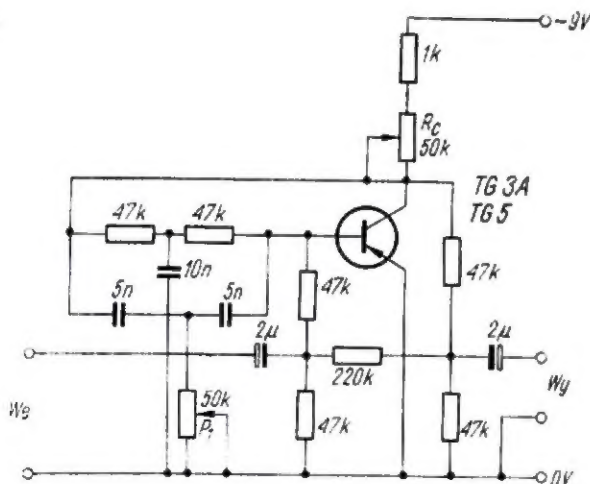 -9V
1k
Rc
50k
TG 3A
TG 5
47k
47k
10n
47k
47k
5n
5n
2μ
220k
2μ
We
50k
P1
47k
47k
Wy
0V